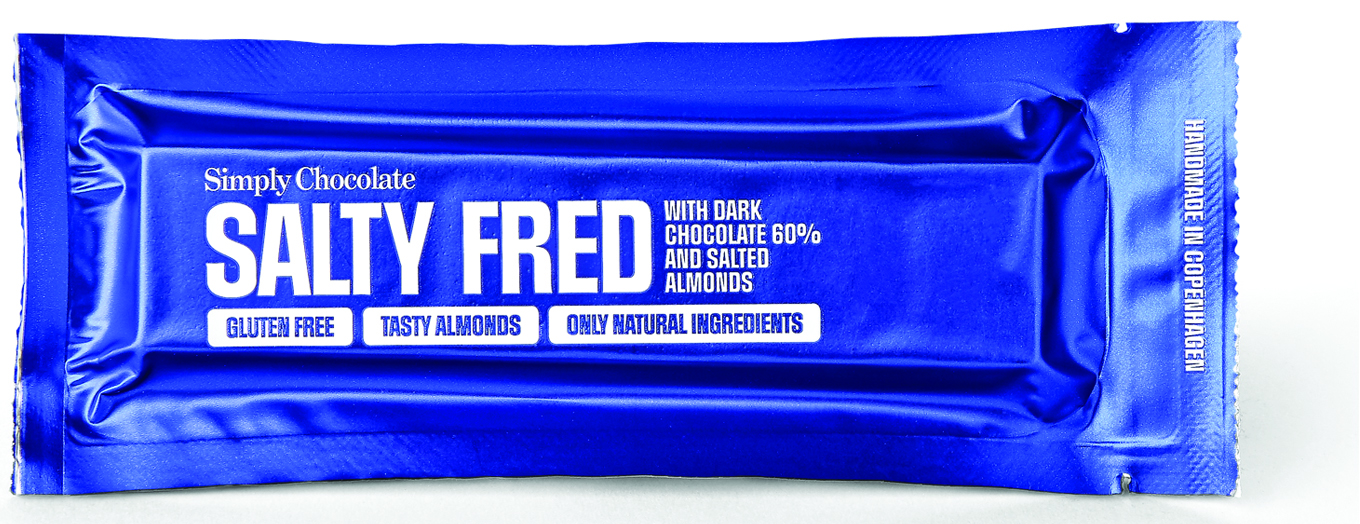 Simply Chocolate
SALTY FRED
WITH DARK
CHOCOLATE 60%
AND SALTED
ALMONDS
GLUTEN FREE
TASTY ALMONDS
ONLY NATURAL INGREDIENTS
HANDMADE IN COPENHAGEN